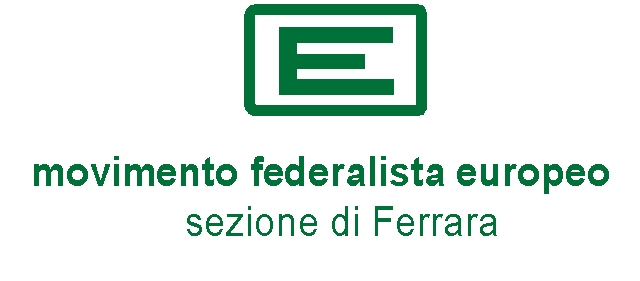 E
movimento federalista europeo
sezione di Ferrara